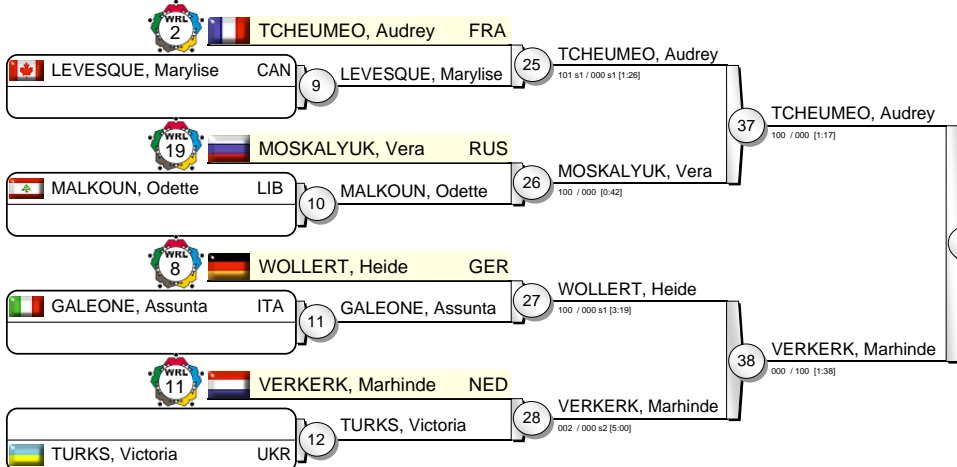 WRL
2
TCHEUMEO, Audrey FRA
LEVESQUE, Marylise CAN
9
LEVESQUE, Marylise
25
TCHEUMEO, Audrey
101 s1 / 000 s1 [1:26]
37
TCHEUMEO, Audrey
100 / 000 [1:17]
WRL
19
MOSKALYUK, Vera RUS
MALKOUN, Odette LIB
10
MALKOUN, Odette
26
MOSKALYUK, Vera
100 / 000 [0:42]
WRL
8
WOLLERT, Heide GER
GALEONE, Assunta ITA
11
GALEONE, Assunta
27
WOLLERT, Heide
100 / 000 s1 [3:19]
38
VERKERK, Marhinde
000 / 100 [1:38]
WRL
11
VERKERK, Marhinde NED
TURKS, Victoria UKR
12
TURKS, Victoria
28
VERKERK, Marhinde
002 / 000 s2 [5:00]